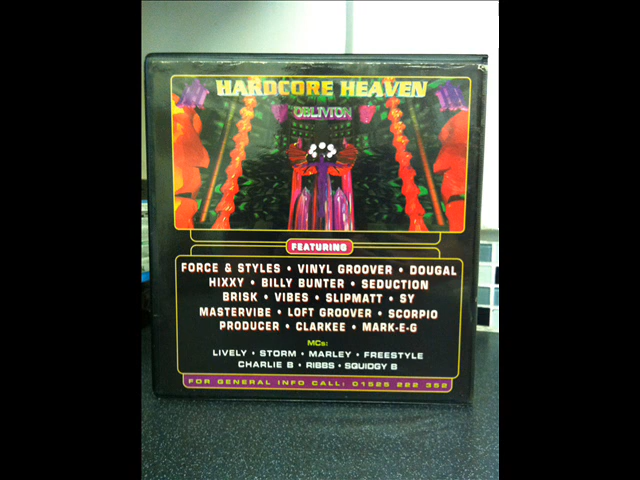 HARDCORE HEAVEN
OBLIVION
FEATURING
FORCE & STYLES • VINYL GROOVER • DOUGAL
HIXXY • BILLY BUNTER • SEDUCTION
BRISK • VIBES • SLIPMATT • SY
MASTERVIBE • LOFT GROOVER • SCORPIO
PRODUCER • CLARKEE • MARK-E-G
MCs:
LIVELY • STORM • MARLEY • FREESTYLE
CHARLIE B • RIBBS • SQUIDGY B
FOR GENERAL INFO CALL: 01525 222 352